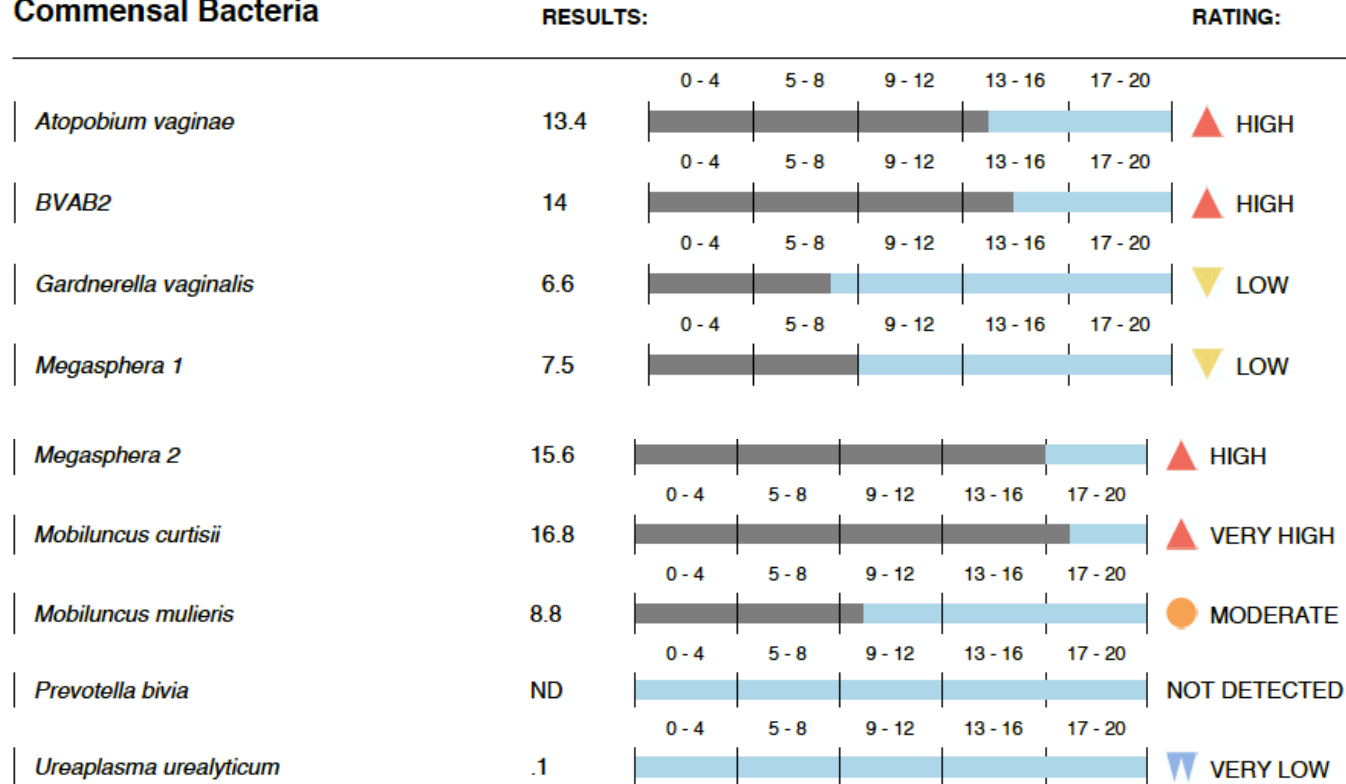 Commensal Bacteria RESULTS: RATING:
0 - 4 5 - 8 9 - 12 13 - 16 17 - 20
Atopobium vaginae 13.4 HIGH
0 - 4 5 - 8 9 - 12 13 - 16 17 - 20
BVAB2 14 HIGH
0 - 4 5 - 8 9 - 12 13 - 16 17 - 20
Gardnerella vaginalis 6.6 LOW
0 - 4 5 - 8 9 - 12 13 - 16 17 - 20
Megasphera 1 7.5 LOW
Megasphera 2 15.6 HIGH
0 - 4 5 - 8 9 - 12 13 - 16 17 - 20
Mobiluncus curtisii 16.8 VERY HIGH
0 - 4 5 - 8 9 - 12 13 - 16 17 - 20
Mobiluncus mulieris 8.8 MODERATE
0 - 4 5 - 8 9 - 12 13 - 16 17 - 20
Prevotella bivia ND NOT DETECTED
0 - 4 5 - 8 9 - 12 13 - 16 17 - 20
Ureaplasma urealyticum .1 VERY LOW